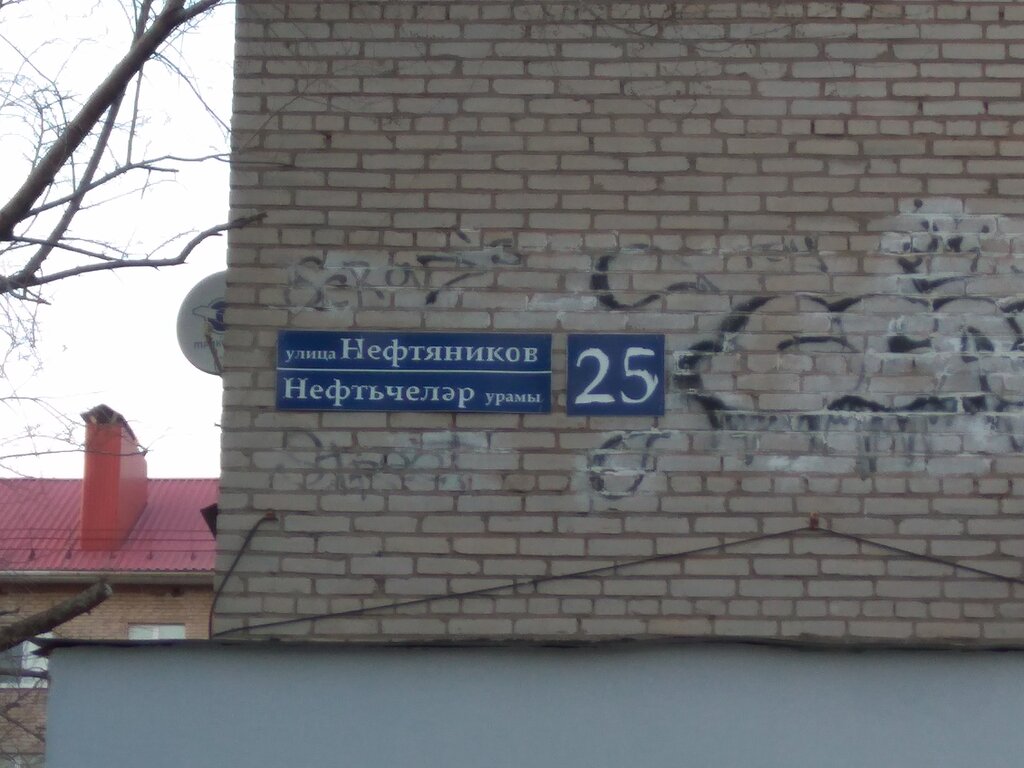 улица Нефтяников
Нефтьчеләр урамы
25